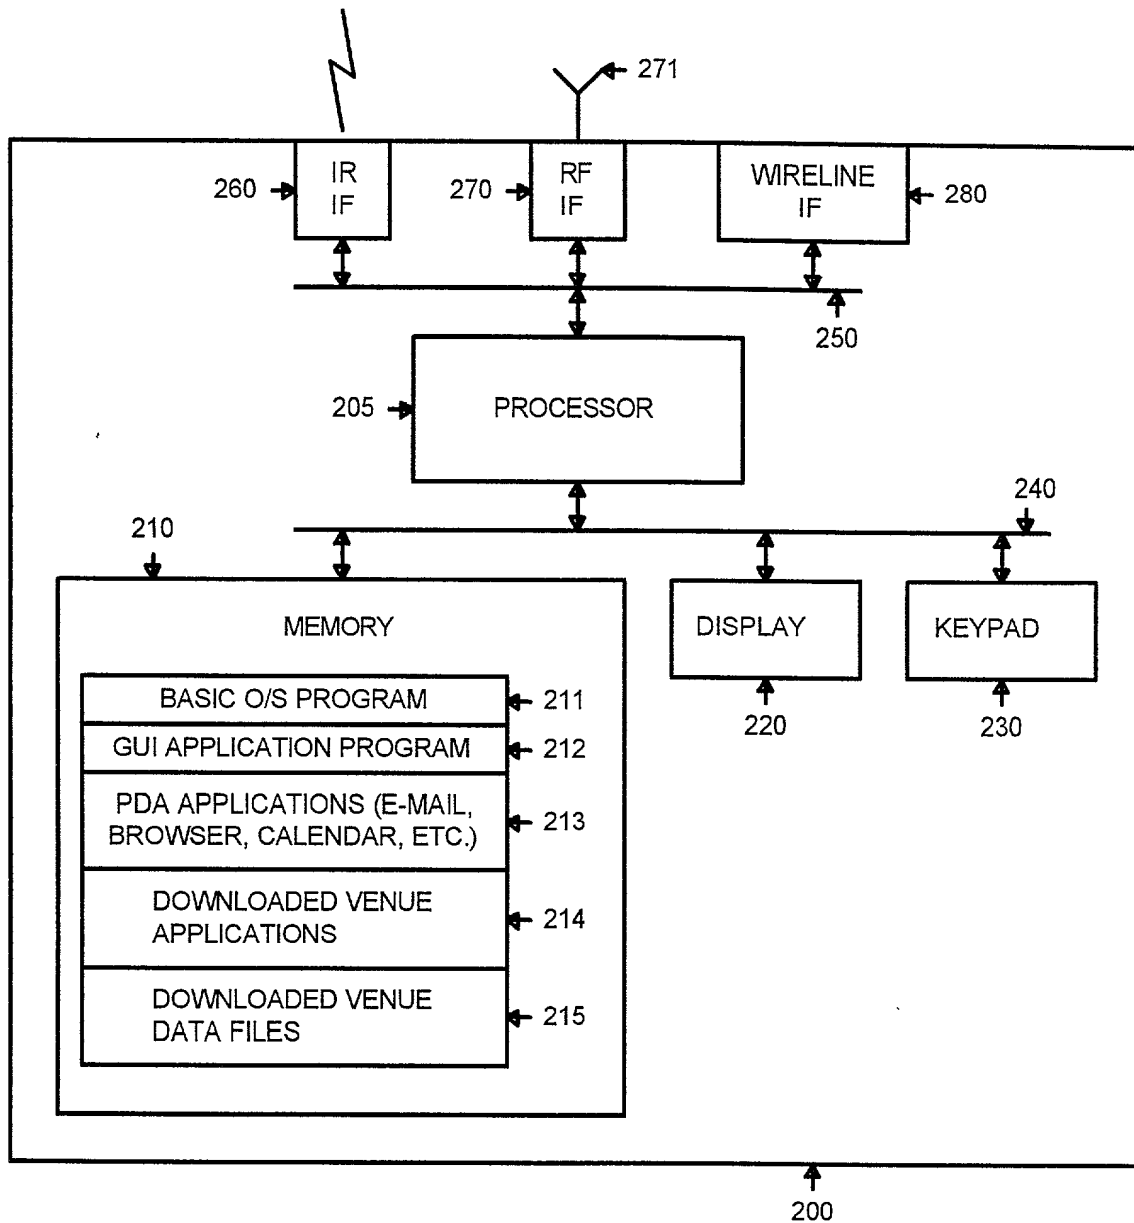 271
260
IR
IF
270
RF
IF
WIRELINE
IF
280
250
205
PROCESSOR
240
210
MEMORY
DISPLAY
KEYPAD
220
230
BASIC O/S PROGRAM
211
GUI APPLICATION PROGRAM
212
PDA APPLICATIONS (E-MAIL,
BROWSER, CALENDAR, ETC.)
213
DOWNLOADED VENUE
APPLICATIONS
214
DOWNLOADED VENUE
DATA FILES
215
200